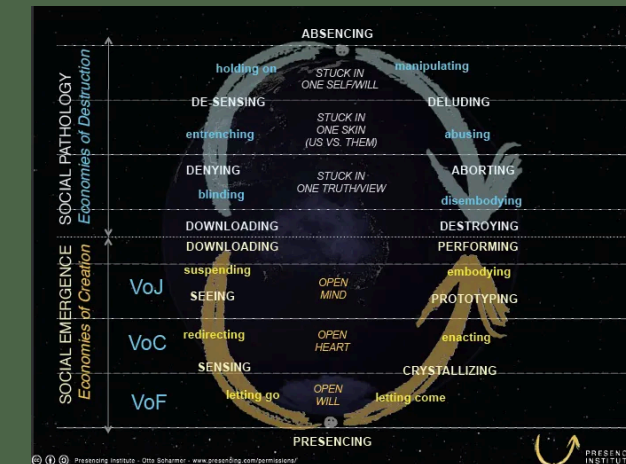 ABSENCING
holding on
manipulating
STUCK IN
ONE SELF/WILL
DE-SENSING
DELUDING
STUCK IN
ONE SKIN
(US VS. THEM)
entrenching
abusing
DENYING
ABORTING
STUCK IN
ONE TRUTH/VIEW
blinding
disembodying
DOWNLOADING
DESTROYING
SOCIAL PATHOLOGY
Economies of Destruction
DOWNLOADING
PERFORMING
suspending
embodying
VoJ
OPEN
MIND
SEEING
PROTOTYPING
VoC
redirecting
OPEN
HEART
enacting
SENSING
CRYSTALLIZING
VoF
letting go
OPEN
WILL
letting come
PRESENCING
SOCIAL EMERGENCE
Economies of Creation
Presencing Institute - Otto Scharmer - www.presencing.com/permissions/